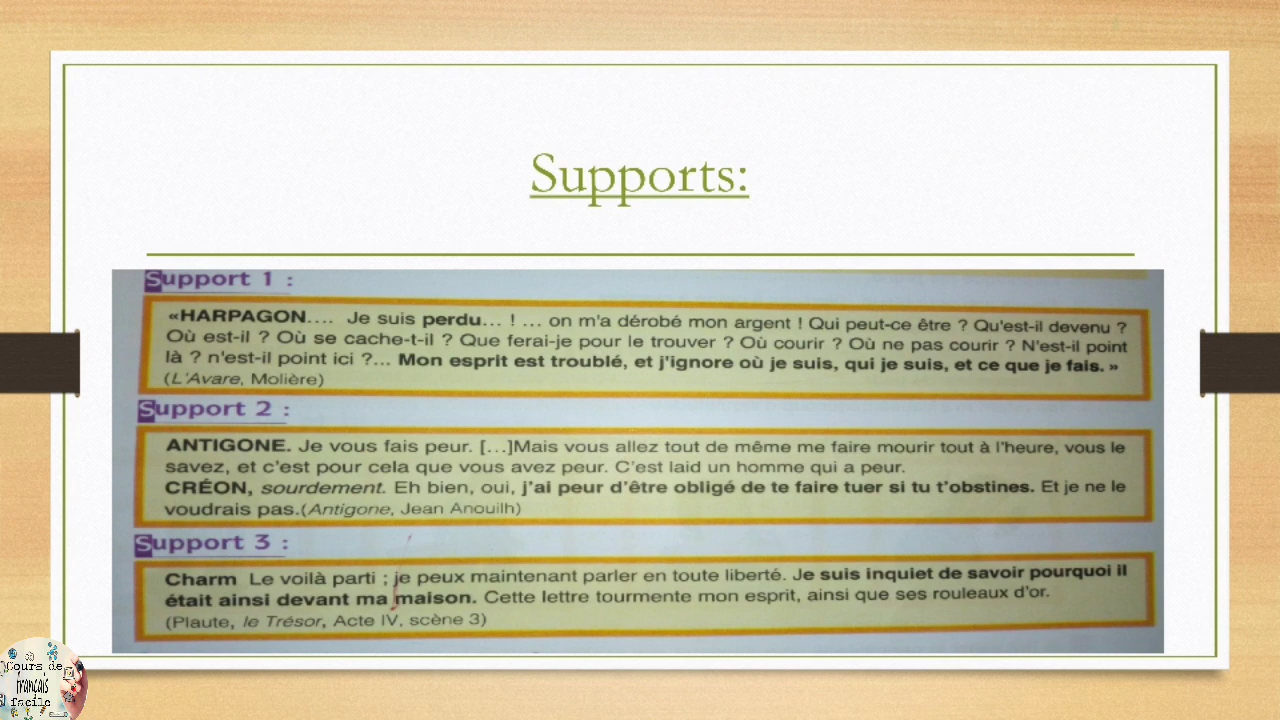 Supports:
Support 1 :
«HARPAGON.... Je suis perdu... ! ... on m'a dérobé mon argent ! Qui peut-ce être ? Qu'est-il devenu ?
Où est-il ? Où se cache-t-il ? Que ferai-je pour le trouver ? Où courir ? Où ne pas courir ? N'est-il point
là ? n'est-il point ici ?... Mon esprit est troublé, et j'ignore où je suis, qui je suis, et ce que je fais. »
(L'Avare, Molière)
Support 2 :
ANTIGONE. Je vous fais peur. [...]Mais vous allez tout de même me faire mourir tout à l'heure, vous le
savez, et c'est pour cela que vous avez peur. C'est laid un homme qui a peur.
CRÉON, sourdement. Eh bien, oui, j'ai peur d'être obligé de te faire tuer si tu t'obstines. Et je ne le
voudrais pas.(Antigone, Jean Anouilh)
Support 3 :
Charm Le voilà parti ; je peux maintenant parler en toute liberté. Je suis inquiet de savoir pourquoi il
était ainsi devant ma maison. Cette lettre tourmente mon esprit, ainsi que ses rouleaux d'or.
(Plaute, le Trésor, Acte IV, scène 3)
Cours de
français
facile